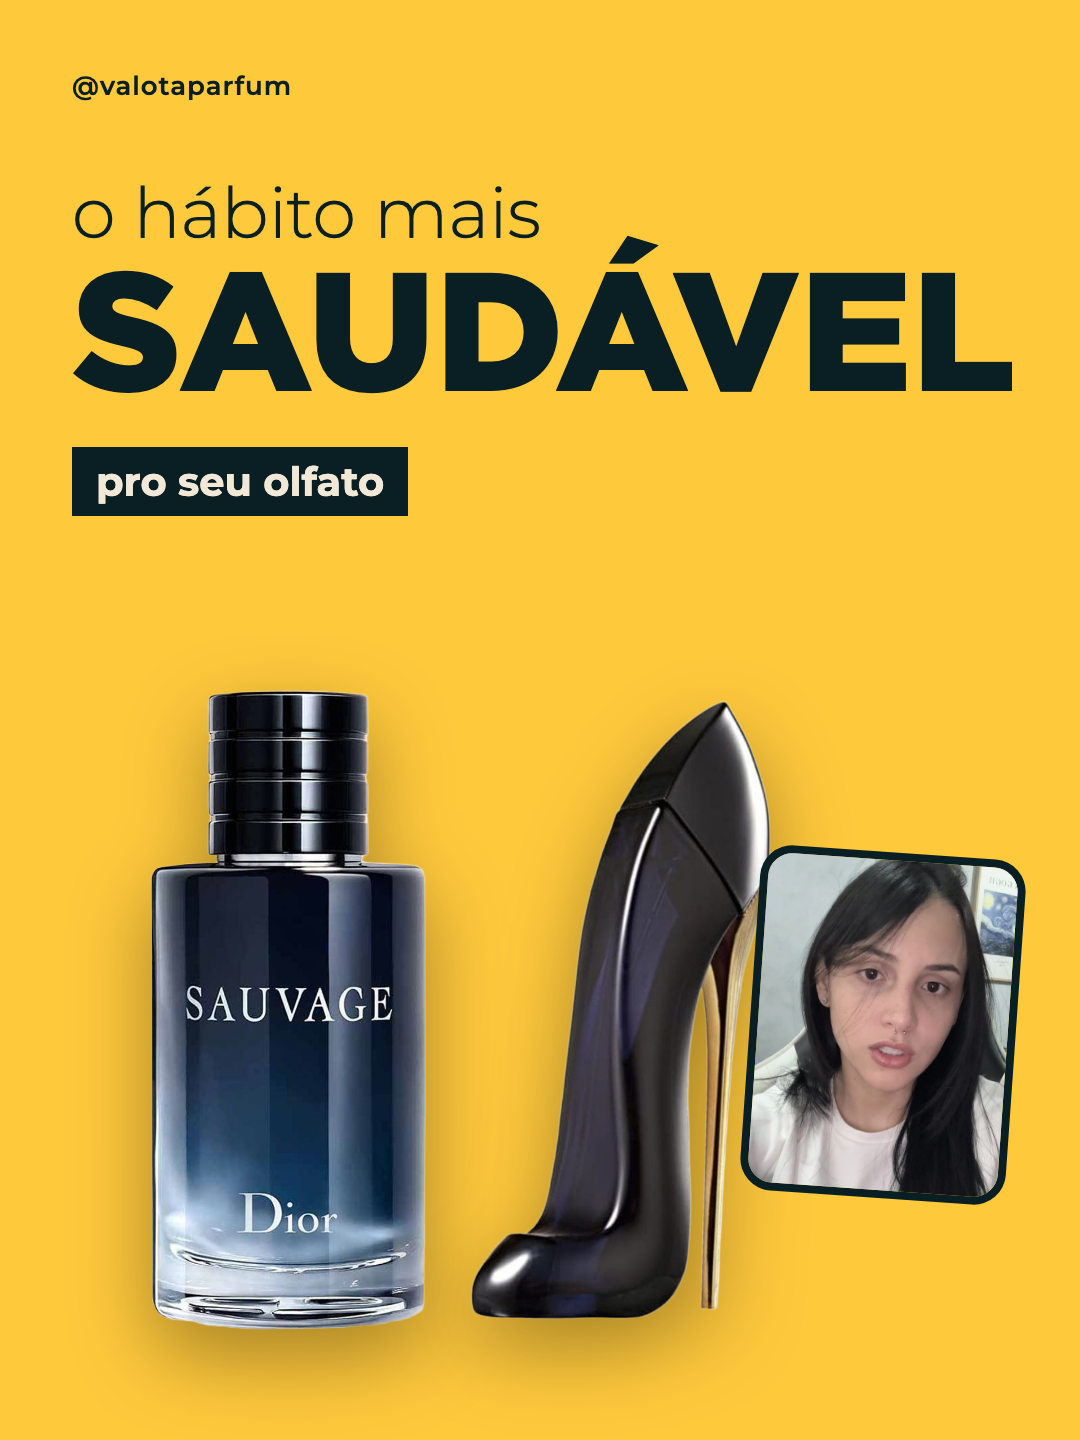 @valotaparfum
o hábito mais
SAUDÁVEL
pro seu olfato
SAUVAGE
Dior